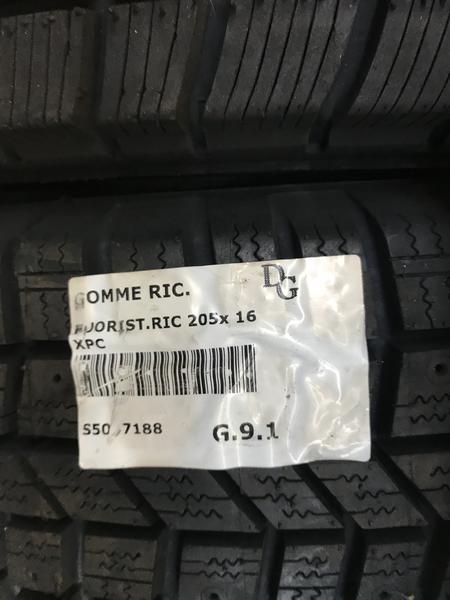 DG
GOMME RIC.
FUORIST.RIC 205x 16
XPC
G.9.1